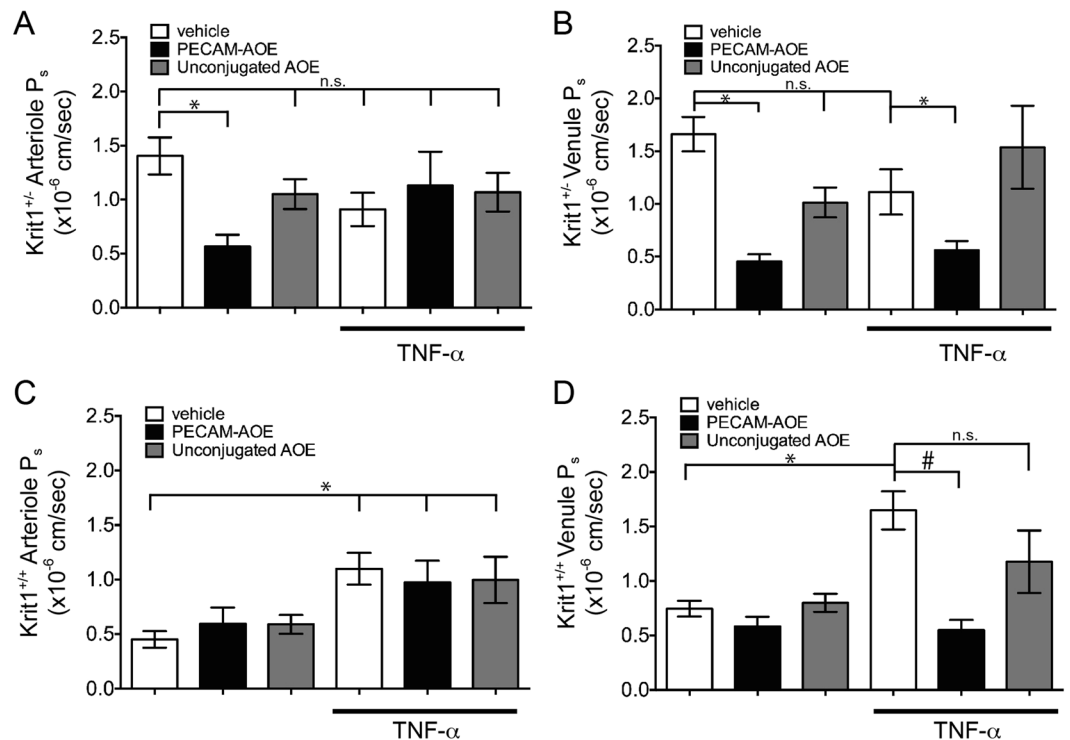 A
vehicle
PECAM-AOE
Unconjugated AOE
Krit1+/- Arteriole Ps
(x10-6 cm/sec)
2.5
2.0
1.5
1.0
0.5
0.0
n.s.
*
TNF-α
B
vehicle
PECAM-AOE
Unconjugated AOE
Krit1+/- Venule Ps
(x10-6 cm/sec)
2.5
2.0
1.5
1.0
0.5
0.0
n.s.
*
*
TNF-α
C
vehicle
PECAM-AOE
Unconjugated AOE
Krit1+/+ Arteriole Ps
(x10-6 cm/sec)
2.5
2.0
1.5
1.0
0.5
0.0
*
TNF-α
D
vehicle
PECAM-AOE
Unconjugated AOE
Krit1+/+ Venule Ps
(x10-6 cm/sec)
2.5
2.0
1.5
1.0
0.5
0.0
n.s.
*
#
TNF-α